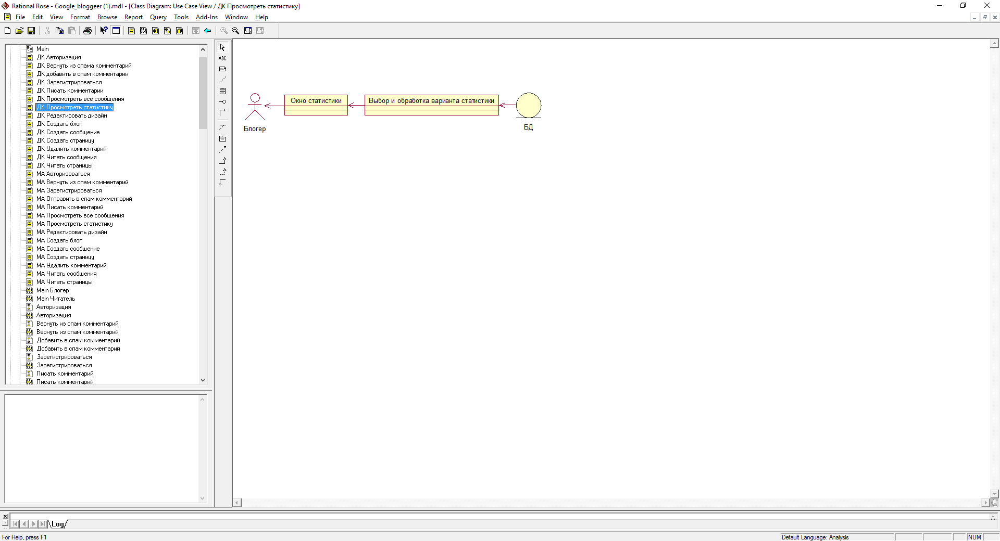 Rational Rose - Google_bloggeer (1).mdl - [Class Diagram: Use Case View / ДК Просмотреть статистику]
File Edit View Format Browse Report Query Tools Add-Ins Window Help
Main
ДК Авторизация
ДК Вернуть из спама комментарий
ДК добавить в спам комментарии
ДК Зарегистрироваться
ДК Писать комментарии
ДК Просмотреть все сообщения
ДК Просмотреть статистику
ДК Редактировать дизайн
ДК Создать блог
ДК Создать сообщение
ДК Создать страницу
ДК Удалить комментарий
ДК Читать сообщения
ДК Читать страницы
МА Авторизоваться
МА Вернуть из спам комментарий
МА Зарегистрироваться
МА Отправить в спам комментарий
МА Писать комментарий
МА Просмотреть все сообщения
МА Просмотреть статистику
МА Редактировать дизайн
МА Создать блог
МА Создать сообщение
МА Создать страницу
МА Удалить комментарий
МА Читать сообщения
МА Читать страницы
Main Блогер
Main Читатель
Авторизация
Авторизация
Вернуть из спам комментарий
Вернуть из спам комментарий
Добавить в спам комментарий
Добавить в спам комментарий
Зарегистрироваться
Зарегистрироваться
Писать комментарий
Писать комментарий
ABC
Окно статистики
Выбор и обработка варианта статистики
Блогер
БД
Log
For Help, press F1
Default Language: Analysis
NUM